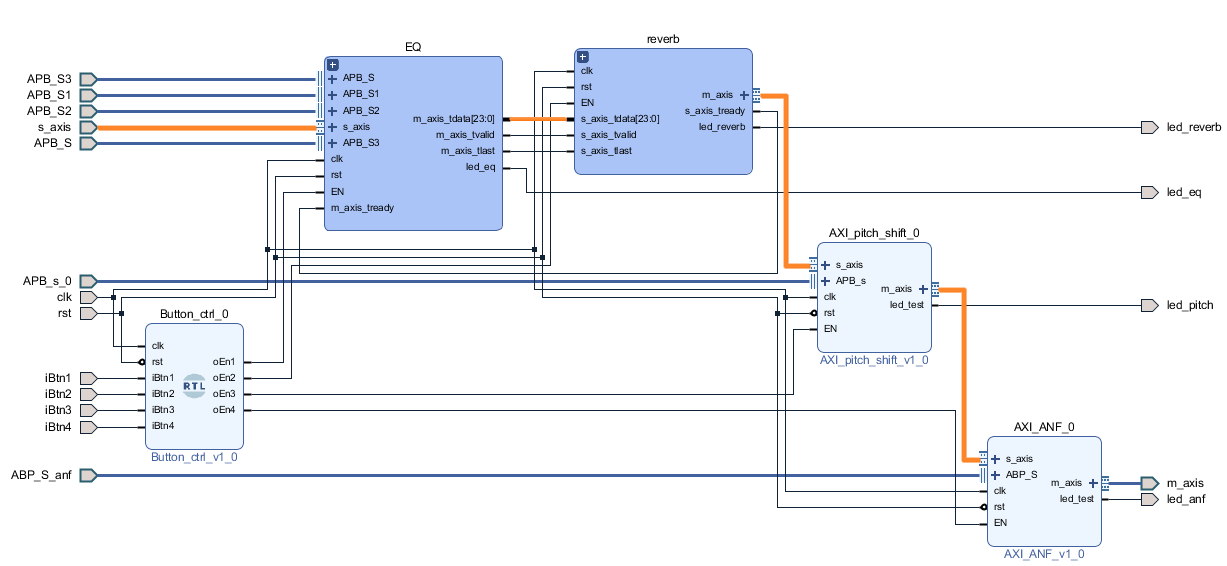 EQ
reverb
APB_S3
APB_S1
APB_S2
s_axis
APB_S
APB_S
APB_S1
APB_S2
s_axis
APB_S3
clk
rst
EN
m_axis_tready
m_axis_tdata[23:0]
m_axis_tvalid
m_axis_tlast
led_eq
clk
rst
EN
s_axis_tdata[23:0]
s_axis_tvalid
s_axis_tlast
m_axis
s_axis_tready
led_reverb
led_reverb
led_eq
AXI_pitch_shift_0
s_axis
APB_s
clk
rst
EN
m_axis
led_test
AXI_pitch_shift_v1_0
led_pitch
APB_s_0
clk
rst
Button_ctrl_0
clk
rst
iBtn1
iBtn2
iBtn3
iBtn4
RTL
oEn1
oEn2
oEn3
oEn4
Button_ctrl_v1_0
iBtn1
iBtn2
iBtn3
iBtn4
ABP_S_anf
AXI_ANF_0
s_axis
ABP_S
clk
rst
EN
m_axis
led_test
AXI_ANF_v1_0
m_axis
led_anf